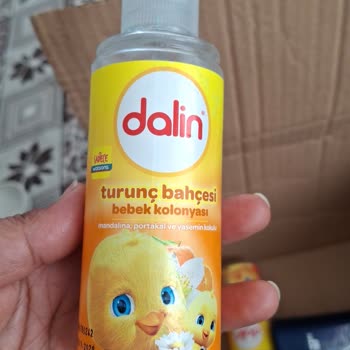 dalin
turunç bahçesi
bebek kolonyası
mandalina, portakal ve yasemin kokulu